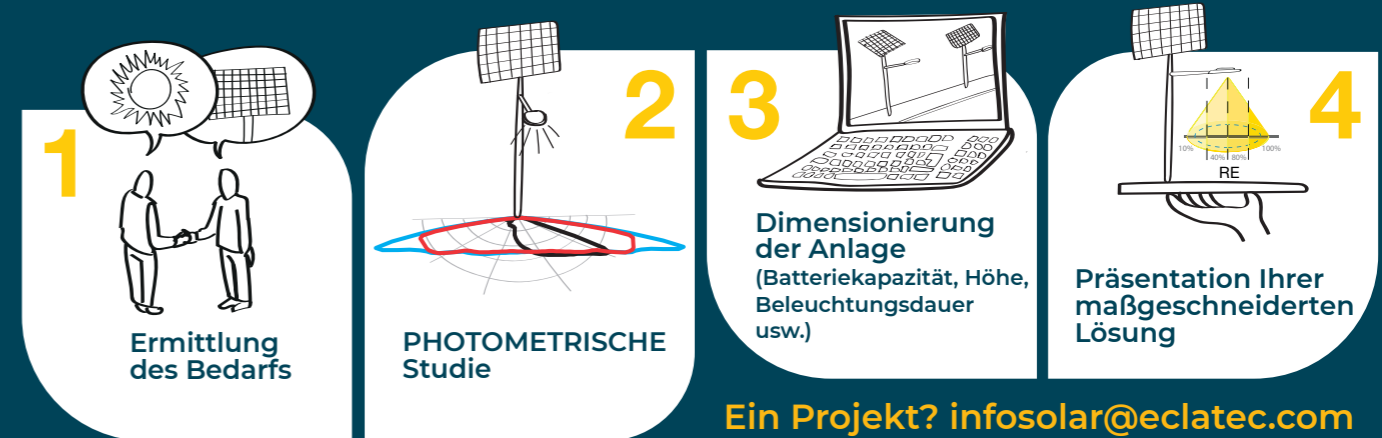 1
Ermittlung
des Bedarfs
2
PHOTOMETRISCHE
Studie
3
Dimensionierung
der Anlage
(Batteriekapazität, Höhe,
Beleuchtungsdauer
usw.)
4
10%
40%
80%
100%
RE
Präsentation Ihrer
maßgeschneiderten
Lösung
Ein Projekt? infosolar@eclatec.com